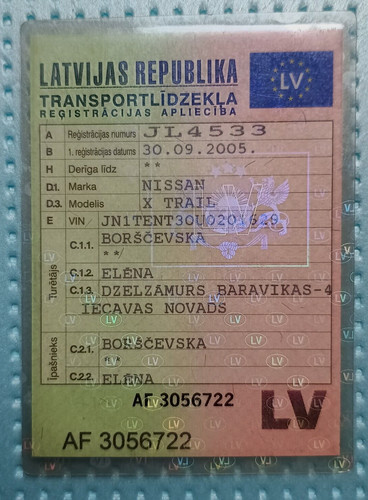 LATVIJAS REPUBLIKA
LV
TRANSPORTLĪDZEKĻA
REĢISTRĀCIJAS APLIECĪBA
A Reģistrācijas numurs JL4533
B 1. reģistrācijas datums 30.09.2005.
H Derīga līdz **
D.1. Marka NISSAN
D.3. Modelis X TRAIL
E VIN JN1TENT30U0201629
Turētājs
C.1.1. BORŠČEVSKA
**/
C.1.2. ELĒNA
C.1.3. DZELZĀMURS BARAVIKAS-4
IECAVAS NOVADS
Īpašnieks
C.2.1. BORŠČEVSKA
**
C.2.2. ELĒNA
AF 3056722
LV
AF 3056722